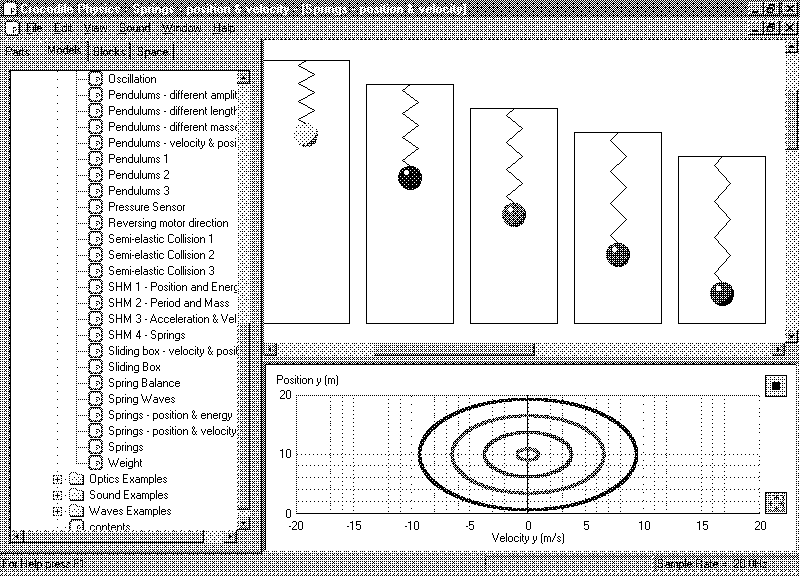 Crocodile Physics - Spring - position & velocity - [Springs - position & velocity]
File Edit View Sound Window Help
Parts Models Blocks Space
Oscillation
Pendulums - different amplit
Pendulums - different length
Pendulums - different masse
Pendulums - velocity & posi
Pendulums 1
Pendulums 2
Pendulums 3
Pressure Sensor
Reversing motor direction
Semi-elastic Collision 1
Semi-elastic Collision 2
Semi-elastic Collision 3
SHM 1 - Position and Energ
SHM 2 - Period and Mass
SHM 3 - Acceleration & Vel
SHM 4 - Springs
Sliding box - velocity & posit
Sliding Box
Spring Balance
Spring Waves
Springs - position & energy
Springs - position & velocity
Springs
Weight
Optics Examples
Sound Examples
Waves Examples
contents
Position y (m)
20
10
0
-20 -15 -10 -5 0 5 10 15 20
Velocity y (m/s)
For Help press F1
Sample Rate = 20.0Hz